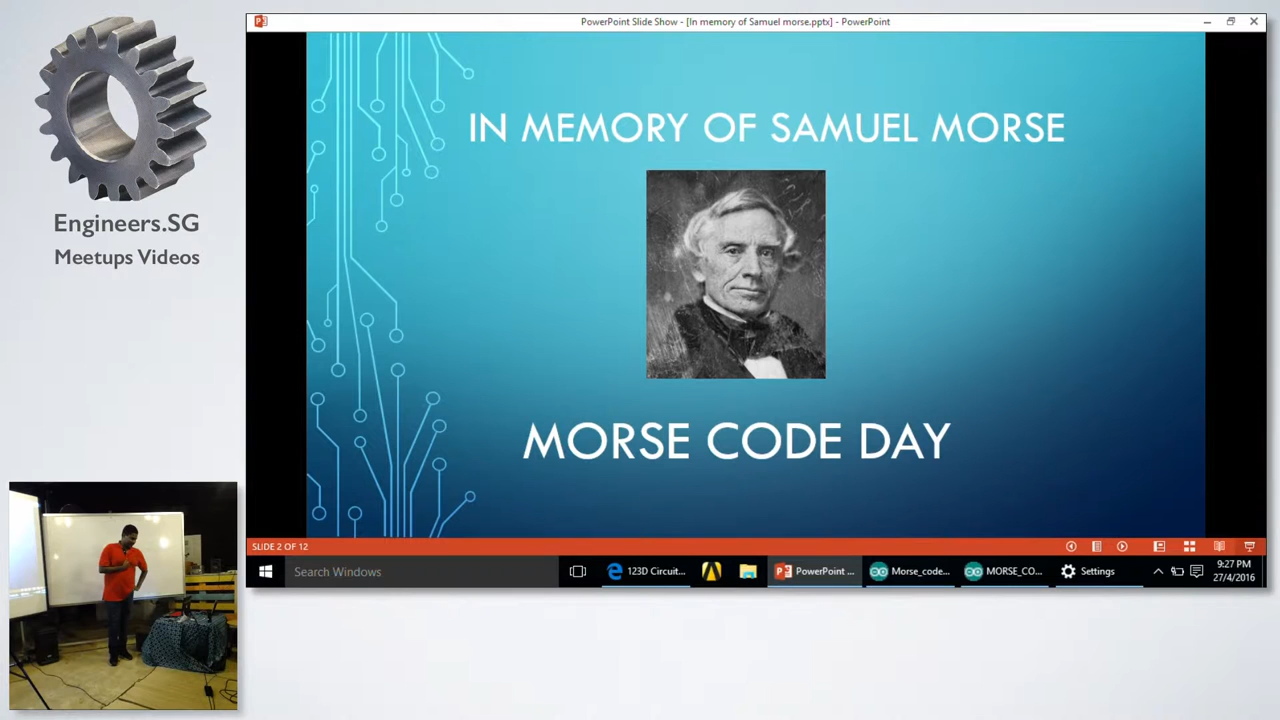 PowerPoint Slide Show - [In memory of Samuel morse.pptx] - PowerPoint
IN MEMORY OF SAMUEL MORSE
MORSE CODE DAY
Engineers.SG
Meetups Videos
SLIDE 2 OF 12
Search Windows
123D Circuit...
PowerPoint ...
Morse_code...
MORSE_CO...
Settings
9:27 PM
27/4/2016